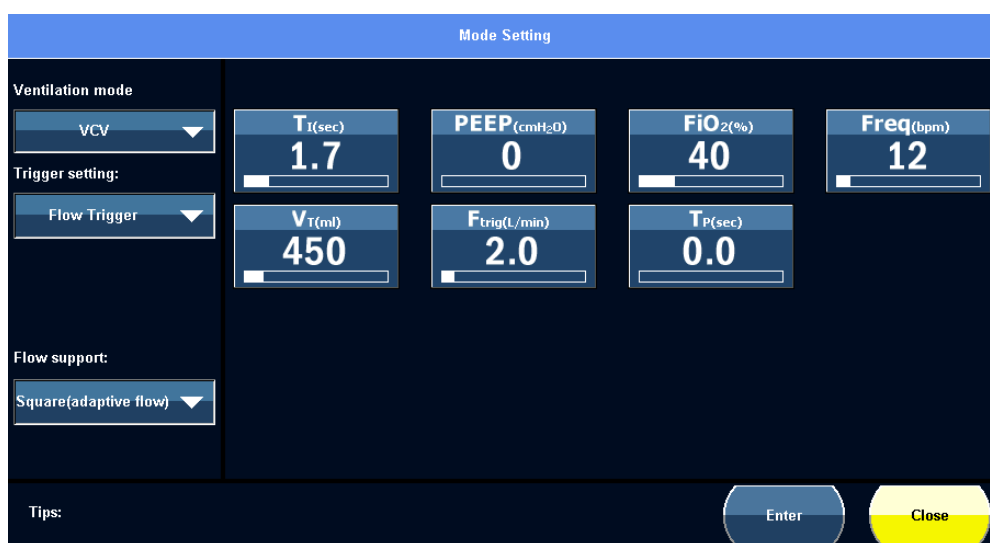 Mode Setting
Ventilation mode
VCV
Trigger setting:
Flow Trigger
Flow support:
Square(adaptive flow)
TI(sec)
1.7
PEEP(cmH2O)
0
FiO2(%)
40
Freq(bpm)
12
VT(ml)
450
Ftrig(L/min)
2.0
TP(sec)
0.0
Tips:
Enter
Close